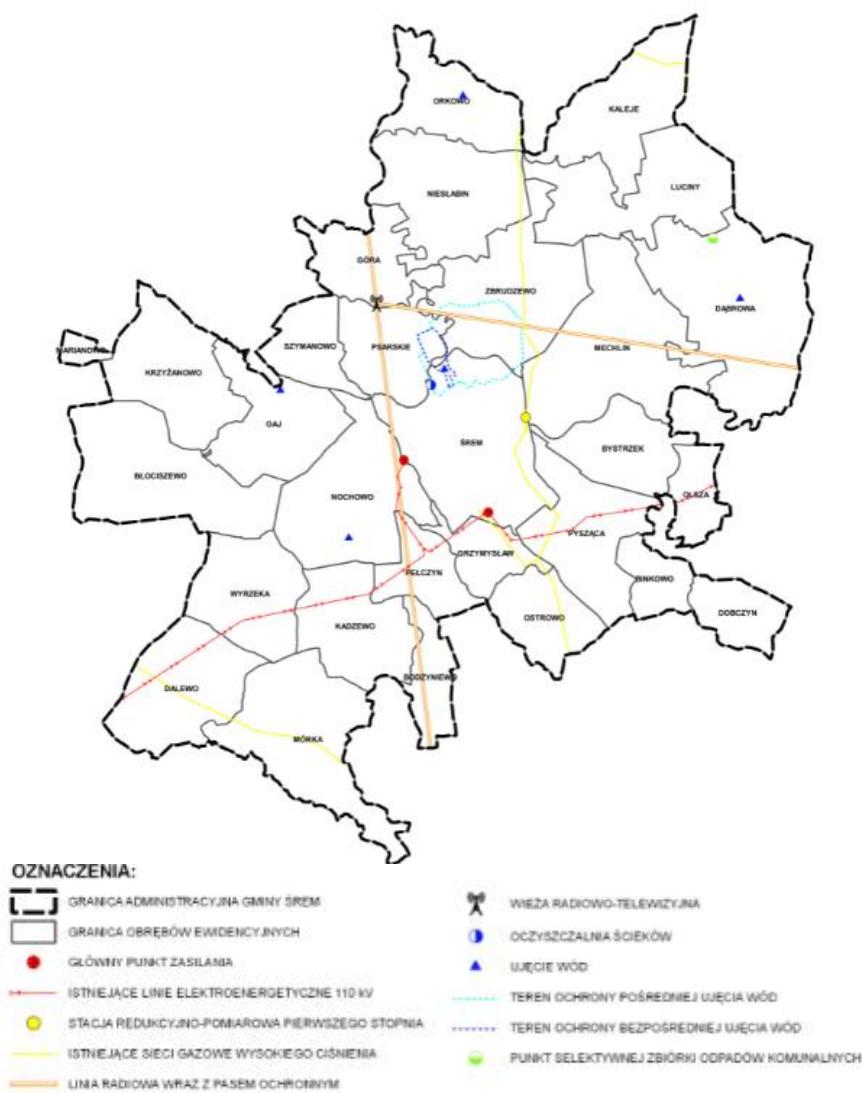 ORKOWO
KALEJE
LUCINY
NIESŁABIN
GÓRA
ZBRUDZEWO
DĄBROWA
SZYMANOWO
PSARSKIE
MECHLIN
MARIANOWO
KRZYŻANOWO
GAJ
ŚREM
BYSTRZEK
BŁOCISZEWO
NOCHOWO
OLSZA
PYSZĄCA
GRZYMYSŁAW
PEŁCZYN
WYRZEKA
BINKOWO
DOBCZYN
KADZEWO
OSTROWO
BODZYNIEWO
DALEWO
MÓRKA
OZNACZENIA:
GRANICA ADMINISTRACYJNA GMINY ŚREM
GRANICA OBRĘBÓW EWIDENCYJNYCH
GŁÓWNY PUNKT ZASILANIA
ISTNIEJĄCE LINIE ELEKTROENERGETYCZNE 110 kV
STACJA REDUKCYJNO-POMIAROWA PIERWSZEGO STOPNIA
ISTNIEJĄCE SIECI GAZOWE WYSOKIEGO CIŚNIENIA
LINIA RADIOWA WRAZ Z PASEM OCHRONNYM
WIEŻA RADIOWO-TELEWIZYJNA
OCZYSZCZALNIA ŚCIEKÓW
UJĘCIE WÓD
TEREN OCHRONY POŚREDNIEJ UJĘCIA WÓD
TEREN OCHRONY BEZPOŚREDNIEJ UJĘCIA WÓD
PUNKT SELEKTYWNEJ ZBIÓRKI ODPADÓW KOMUNALNYCH